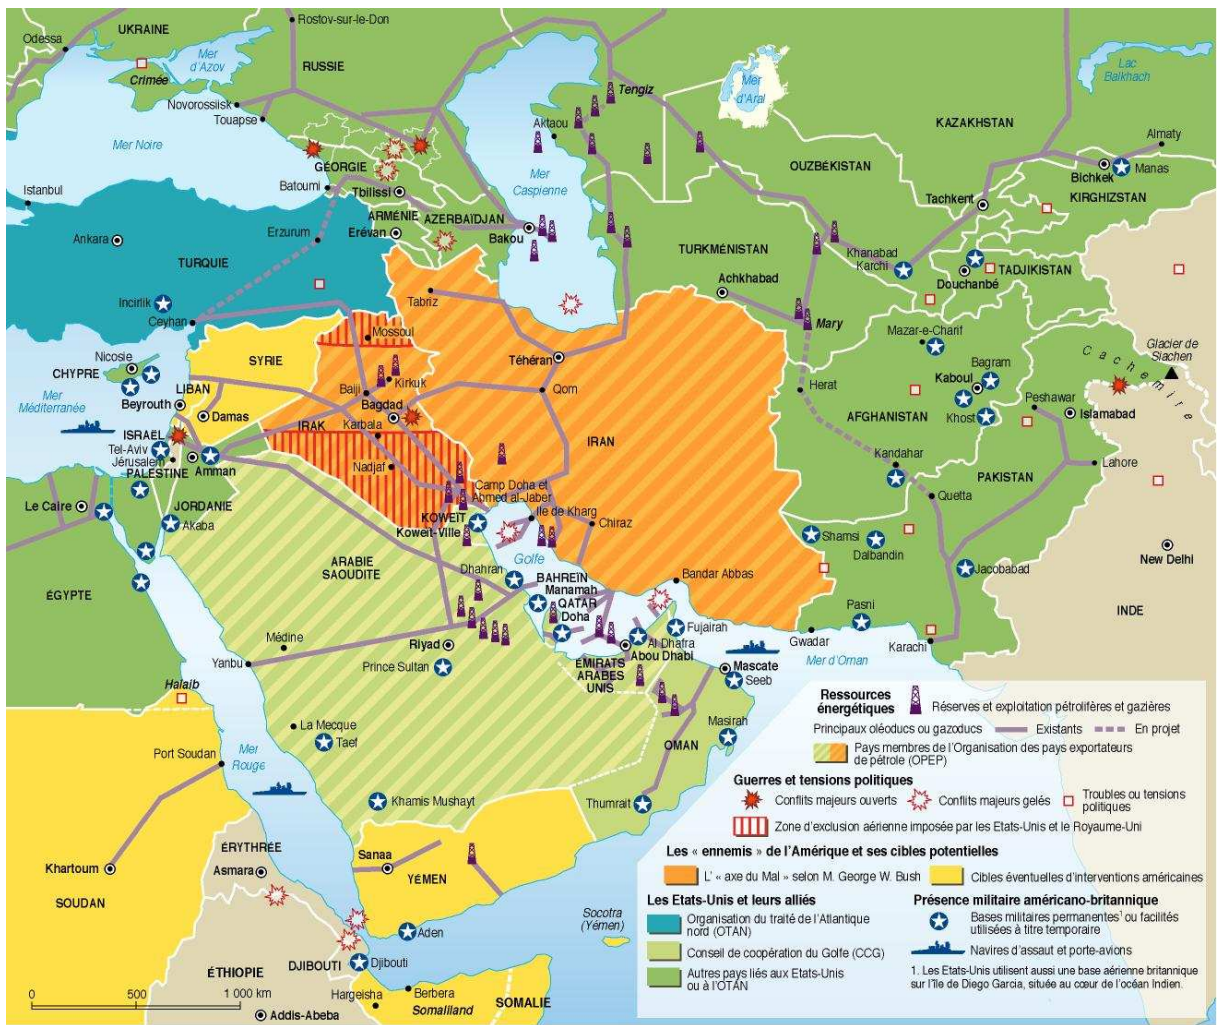 Rostov-sur-le-Don
UKRAINE
Odessa
Mer
d'Azov
RUSSIE
Crimée
Lac
Balkhach
Mer
d'Aral
Tengiz
Novorossiisk
Touapse
Aktaou
KAZAKHSTAN
Almaty
Mer Noire
GÉORGIE
Mer
Caspienne
OUZBÉKISTAN
Bichkek
Manas
Istanbul
Batoumi
Tbilissi
Tachkent
KIRGHIZSTAN
ARMÉNIE
AZERBAÏDJAN
Ankara
Erzurum
Erévan
Bakou
TURKMÉNISTAN
Khanabad
Karchi
TURQUIE
TADJIKISTAN
Douchanbé
Achkhabad
Incirlik
Ceyhan
Tabriz
Mary
Mossoul
Mazar-e-Charif
Nicosie
SYRIE
Téhéran
Glacier de
Siachen
CHYPRE
Cachemire
Bagram
Kirkuk
Baiji
Qom
Herat
Kaboul
LIBAN
Beyrouth
Mer
Méditerranée
Damas
Bagdad
Khost
Peshawar
Islamabad
AFGHANISTAN
IRAK
Karbala
ISRAEL
Tel-Aviv
Jérusalem
IRAN
Amman
Nadjaf
Kandahar
Lahore
PALESTINE
PAKISTAN
Camp Doha et
Ahmed al-Jaber
Quetta
Le Caire
JORDANIE
Akaba
KOWEÏT
Koweit-Ville
Ile de Kharg
Chiraz
Shamsi
Dalbandin
Golfe
ARABIE
SAOUDITE
New Delhi
Dhahran
BAHREÏN
Manamah
Bandar Abbas
Jacobabad
ÉGYPTE
QATAR
Doha
Pasni
INDE
Fujairah
Al Dhafra
Médine
Riyad
Abou Dhabi
Gwadar
Karachi
Yanbu
Prince Sultan
ÉMIRATS
ARABES
UNIS
Mascate
Seeb
Mer d'Oman
Halaib
La Mecque
Taef
Masirah
OMAN
Port Soudan
Mer
Rouge
Khamis Mushayt
Thumrait
ÉRYTHRÉE
Asmara
Sanaa
Khartoum
YÉMEN
SOUDAN
Socotra
(Yémen)
Aden
ÉTHIOPIE
DJIBOUTI
Djibouti
Berbera
Hargeisha
Somaliland
SOMALIE
Addis-Abeba
0 500 1 000 km
Ressources
énergétiques
Réserves et exploitation pétrolifères et gazières
Principaux oléoducs ou gazoducs Existants En projet
Pays membres de l'Organisation des pays exportateurs
de pétrole (OPEP)
Guerres et tensions politiques
Conflits majeurs ouverts
Conflits majeurs gelés
Troubles ou tensions
politiques
Zone d'exclusion aérienne imposée par les Etats-Unis et le Royaume-Uni
Les « ennemis » de l'Amérique et ses cibles potentielles
L' « axe du Mal » selon M. George W. Bush
Cibles éventuelles d'interventions américaines
Les Etats-Unis et leurs alliés
Organisation du traité de l'Atlantique
nord (OTAN)
Conseil de coopération du Golfe (CCG)
Autres pays liés aux Etats-Unis
ou à l'OTAN
Présence militaire américano-britannique
Bases militaires permanentes¹ ou facilités
utilisées à titre temporaire
Navires d'assaut et porte-avions
1. Les Etats-Unis utilisent aussi une base aérienne britannique
sur l'île de Diego Garcia, située au cœur de l'océan Indien.